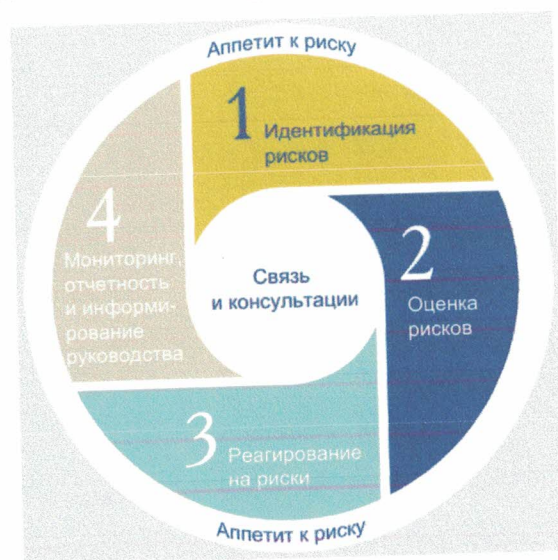 Аппетит к риску
1
Идентификация
рисков
2
Оценка
рисков
3
Реагирование
на риски
4
Мониторинг,
отчетность
и информи-
рование
руководства
Связь
и консультации
Аппетит к риску